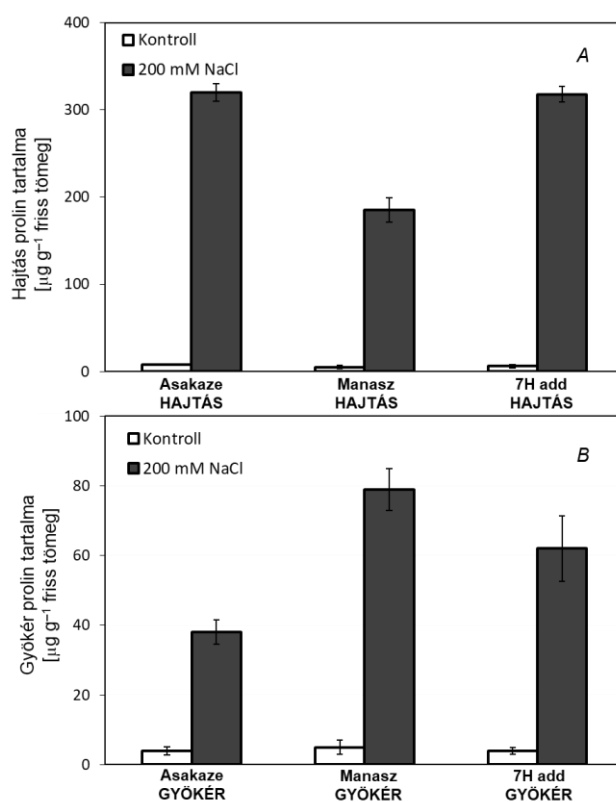 Hajtás prolin tartalma
[µg g⁻¹ friss tömeg]
400
300
200
100
0
Kontroll
200 mM NaCl
A
Asakaze
HAJTÁS
Manasz
HAJTÁS
7H add
HAJTÁS
Gyökér prolin tartalma
[µg g⁻¹ friss tömeg]
100
80
60
40
20
0
Kontroll
200 mM NaCl
B
Asakaze
GYÖKÉR
Manasz
GYÖKÉR
7H add
GYÖKÉR